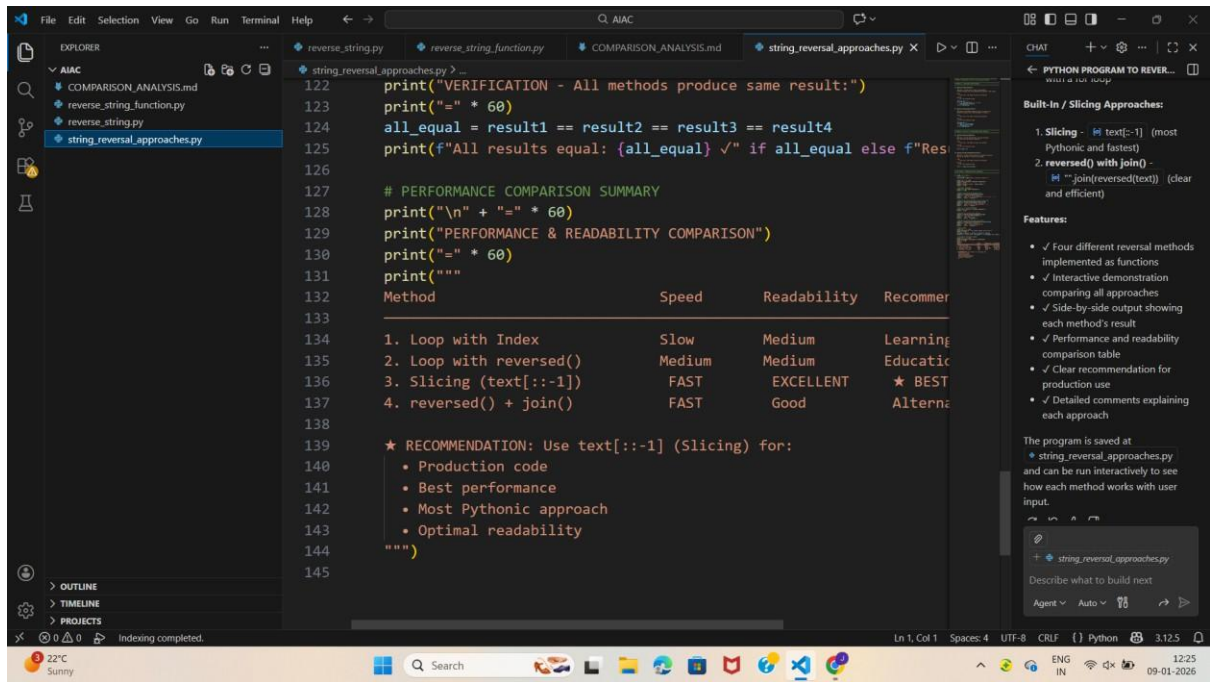 File Edit Selection View Go Run Terminal Help
AIAC
EXPLORER
AIAC
COMPARISON_ANALYSIS.md
reverse_string_function.py
reverse_string.py
string_reversal_approaches.py
OUTLINE
TIMELINE
PROJECTS
reverse_string.py reverse_string_function.py COMPARISON_ANALYSIS.md string_reversal_approaches.py
string_reversal_approaches.py > ...
122 print("VERIFICATION - All methods produce same result:")
123 print("=" * 60)
124 all_equal = result1 == result2 == result3 == result4
125 print(f"All results equal: {all_equal} ✓" if all_equal else f"Res
126
127 # PERFORMANCE COMPARISON SUMMARY
128 print("\n" + "=" * 60)
129 print("PERFORMANCE & READABILITY COMPARISON")
130 print("=" * 60)
131 print("""
132 Method Speed Readability Recommen
133
134 1. Loop with Index Slow Medium Learning
135 2. Loop with reversed() Medium Medium Educatio
136 3. Slicing (text[::-1]) FAST EXCELLENT ★ BEST
137 4. reversed() + join() FAST Good Alterna
138
139 ★ RECOMMENDATION: Use text[::-1] (Slicing) for:
140 • Production code
141 • Best performance
142 • Most Pythonic approach
143 • Optimal readability
144 """)
145
CHAT
PYTHON PROGRAM TO REVER...
with a for loop
Built-In / Slicing Approaches:
1. Slicing - text[::-1] (most
Pythonic and fastest)
2. reversed() with join() -
"".join(reversed(text)) (clear
and efficient)
Features:
• ✓ Four different reversal methods
implemented as functions
• ✓ Interactive demonstration
comparing all approaches
• ✓ Side-by-side output showing
each method's result
• ✓ Performance and readability
comparison table
• ✓ Clear recommendation for
production use
• ✓ Detailed comments explaining
each approach
The program is saved at
string_reversal_approaches.py
and can be run interactively to see
how each method works with user
input.
string_reversal_approaches.py
Describe what to build next
Agent Auto
0 0 Indexing completed.
Ln 1, Col 1 Spaces: 4 UTF-8 CRLF {} Python 3.12.5
3
22°C
Sunny
Search
ENG
IN
12:25
09-01-2026